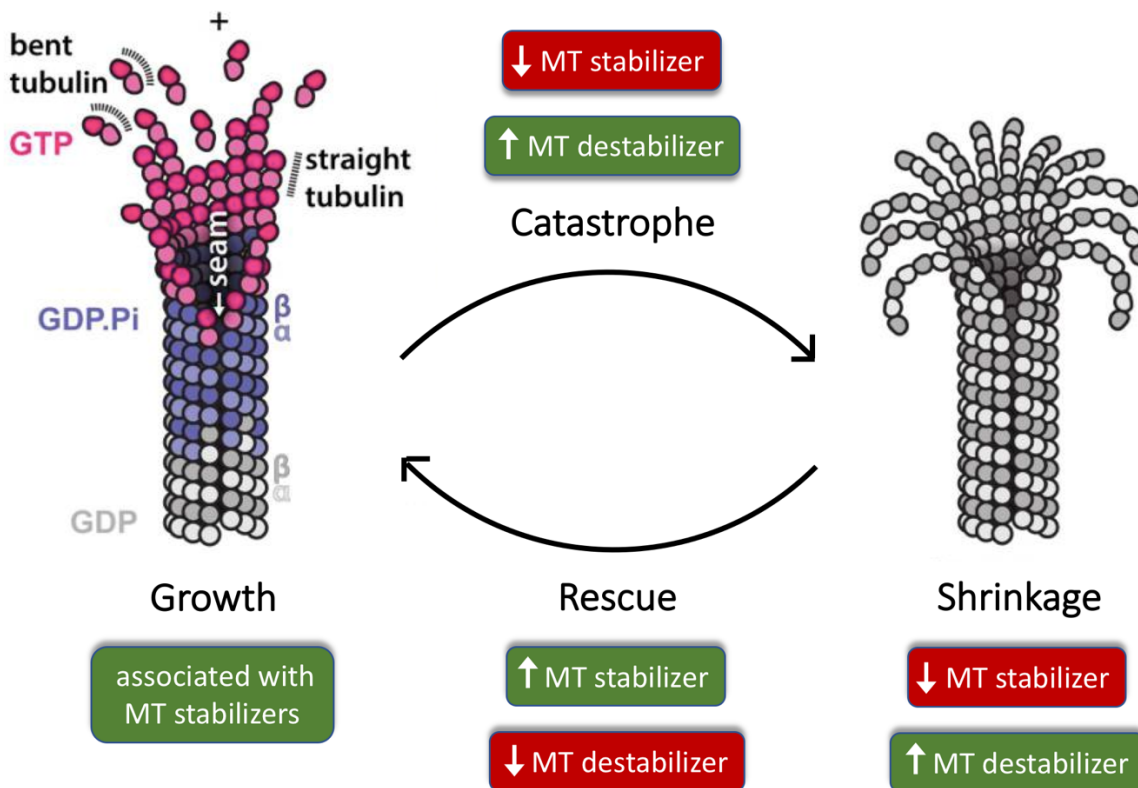 +
bent
tubulin
GTP
straight
tubulin
← seam
GDP.Pi
β
α
β
α
GDP
Growth
associated with
MT stabilizers
↓ MT stabilizer
↑ MT destabilizer
Catastrophe
Rescue
↑ MT stabilizer
↓ MT destabilizer
Shrinkage
↓ MT stabilizer
↑ MT destabilizer